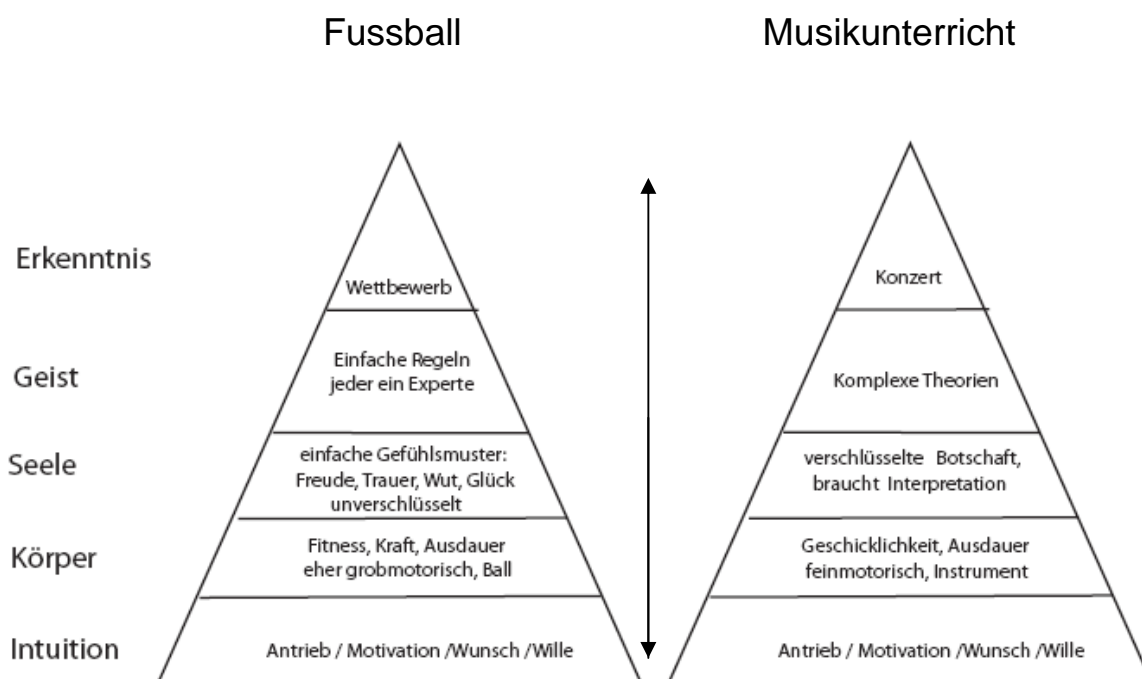 Fussball
Musikunterricht
Erkenntnis
Wettbewerb
Konzert
Geist
Einfache Regeln
jeder ein Experte
Komplexe Theorien
Seele
einfache Gefühlsmuster:
Freude, Trauer, Wut, Glück
unverschlüsselt
verschlüsselte Botschaft,
braucht Interpretation
Körper
Fitness, Kraft, Ausdauer
eher grobmotorisch, Ball
Geschicklichkeit, Ausdauer
feinmotorisch, Instrument
Intuition
Antrieb / Motivation /Wunsch /Wille
Antrieb / Motivation /Wunsch /Wille